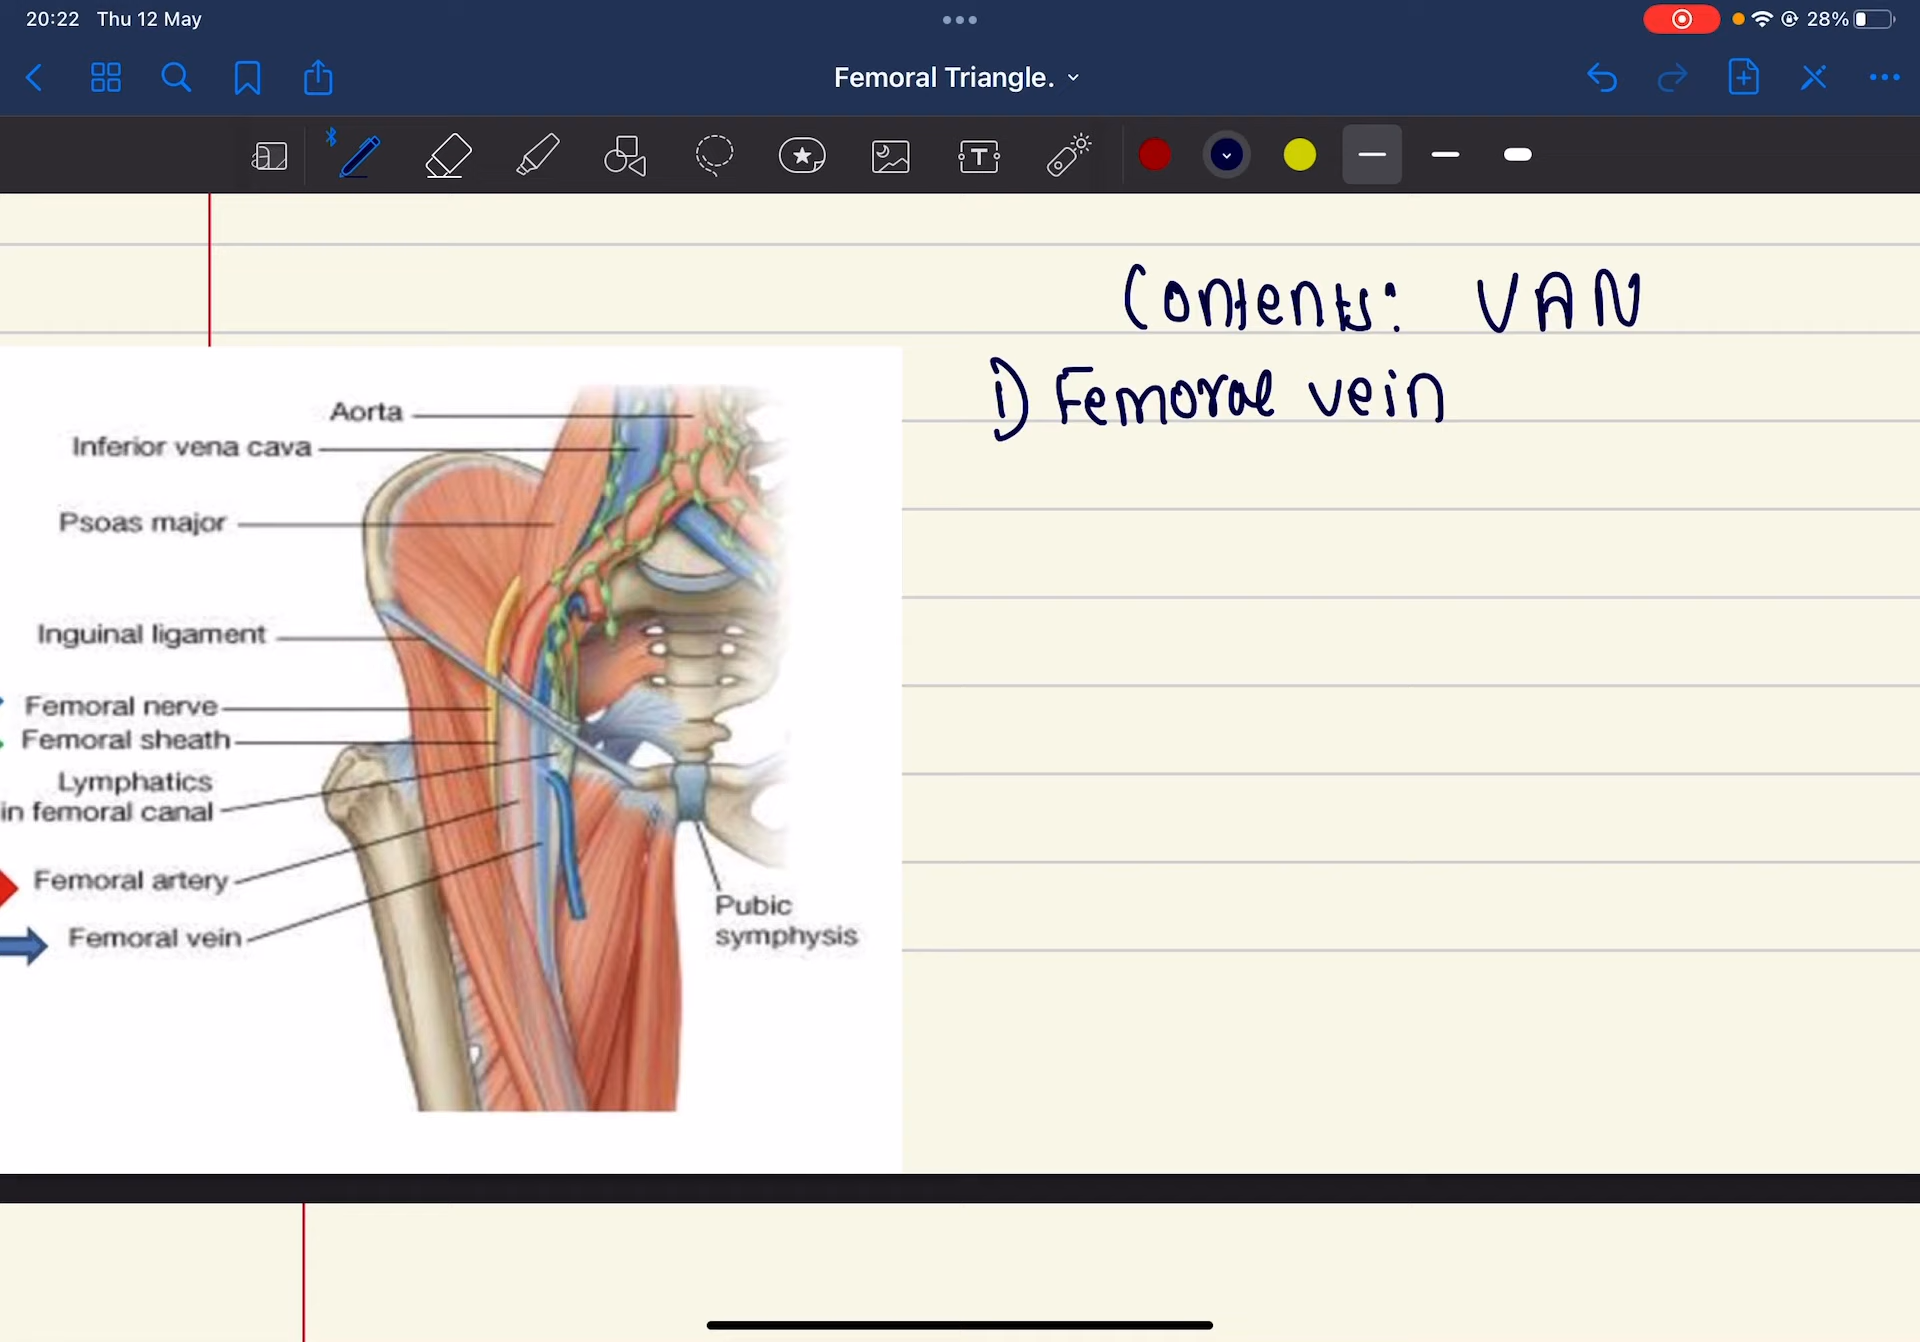 20:22 Thu 12 May
28%
Femoral Triangle.
T
Contents: VAN
1) Femoral vein
Aorta
Inferior vena cava
Psoas major
Inguinal ligament
Femoral nerve
Femoral sheath
Lymphatics
in femoral canal
Femoral artery
Femoral vein
Pubic
symphysis